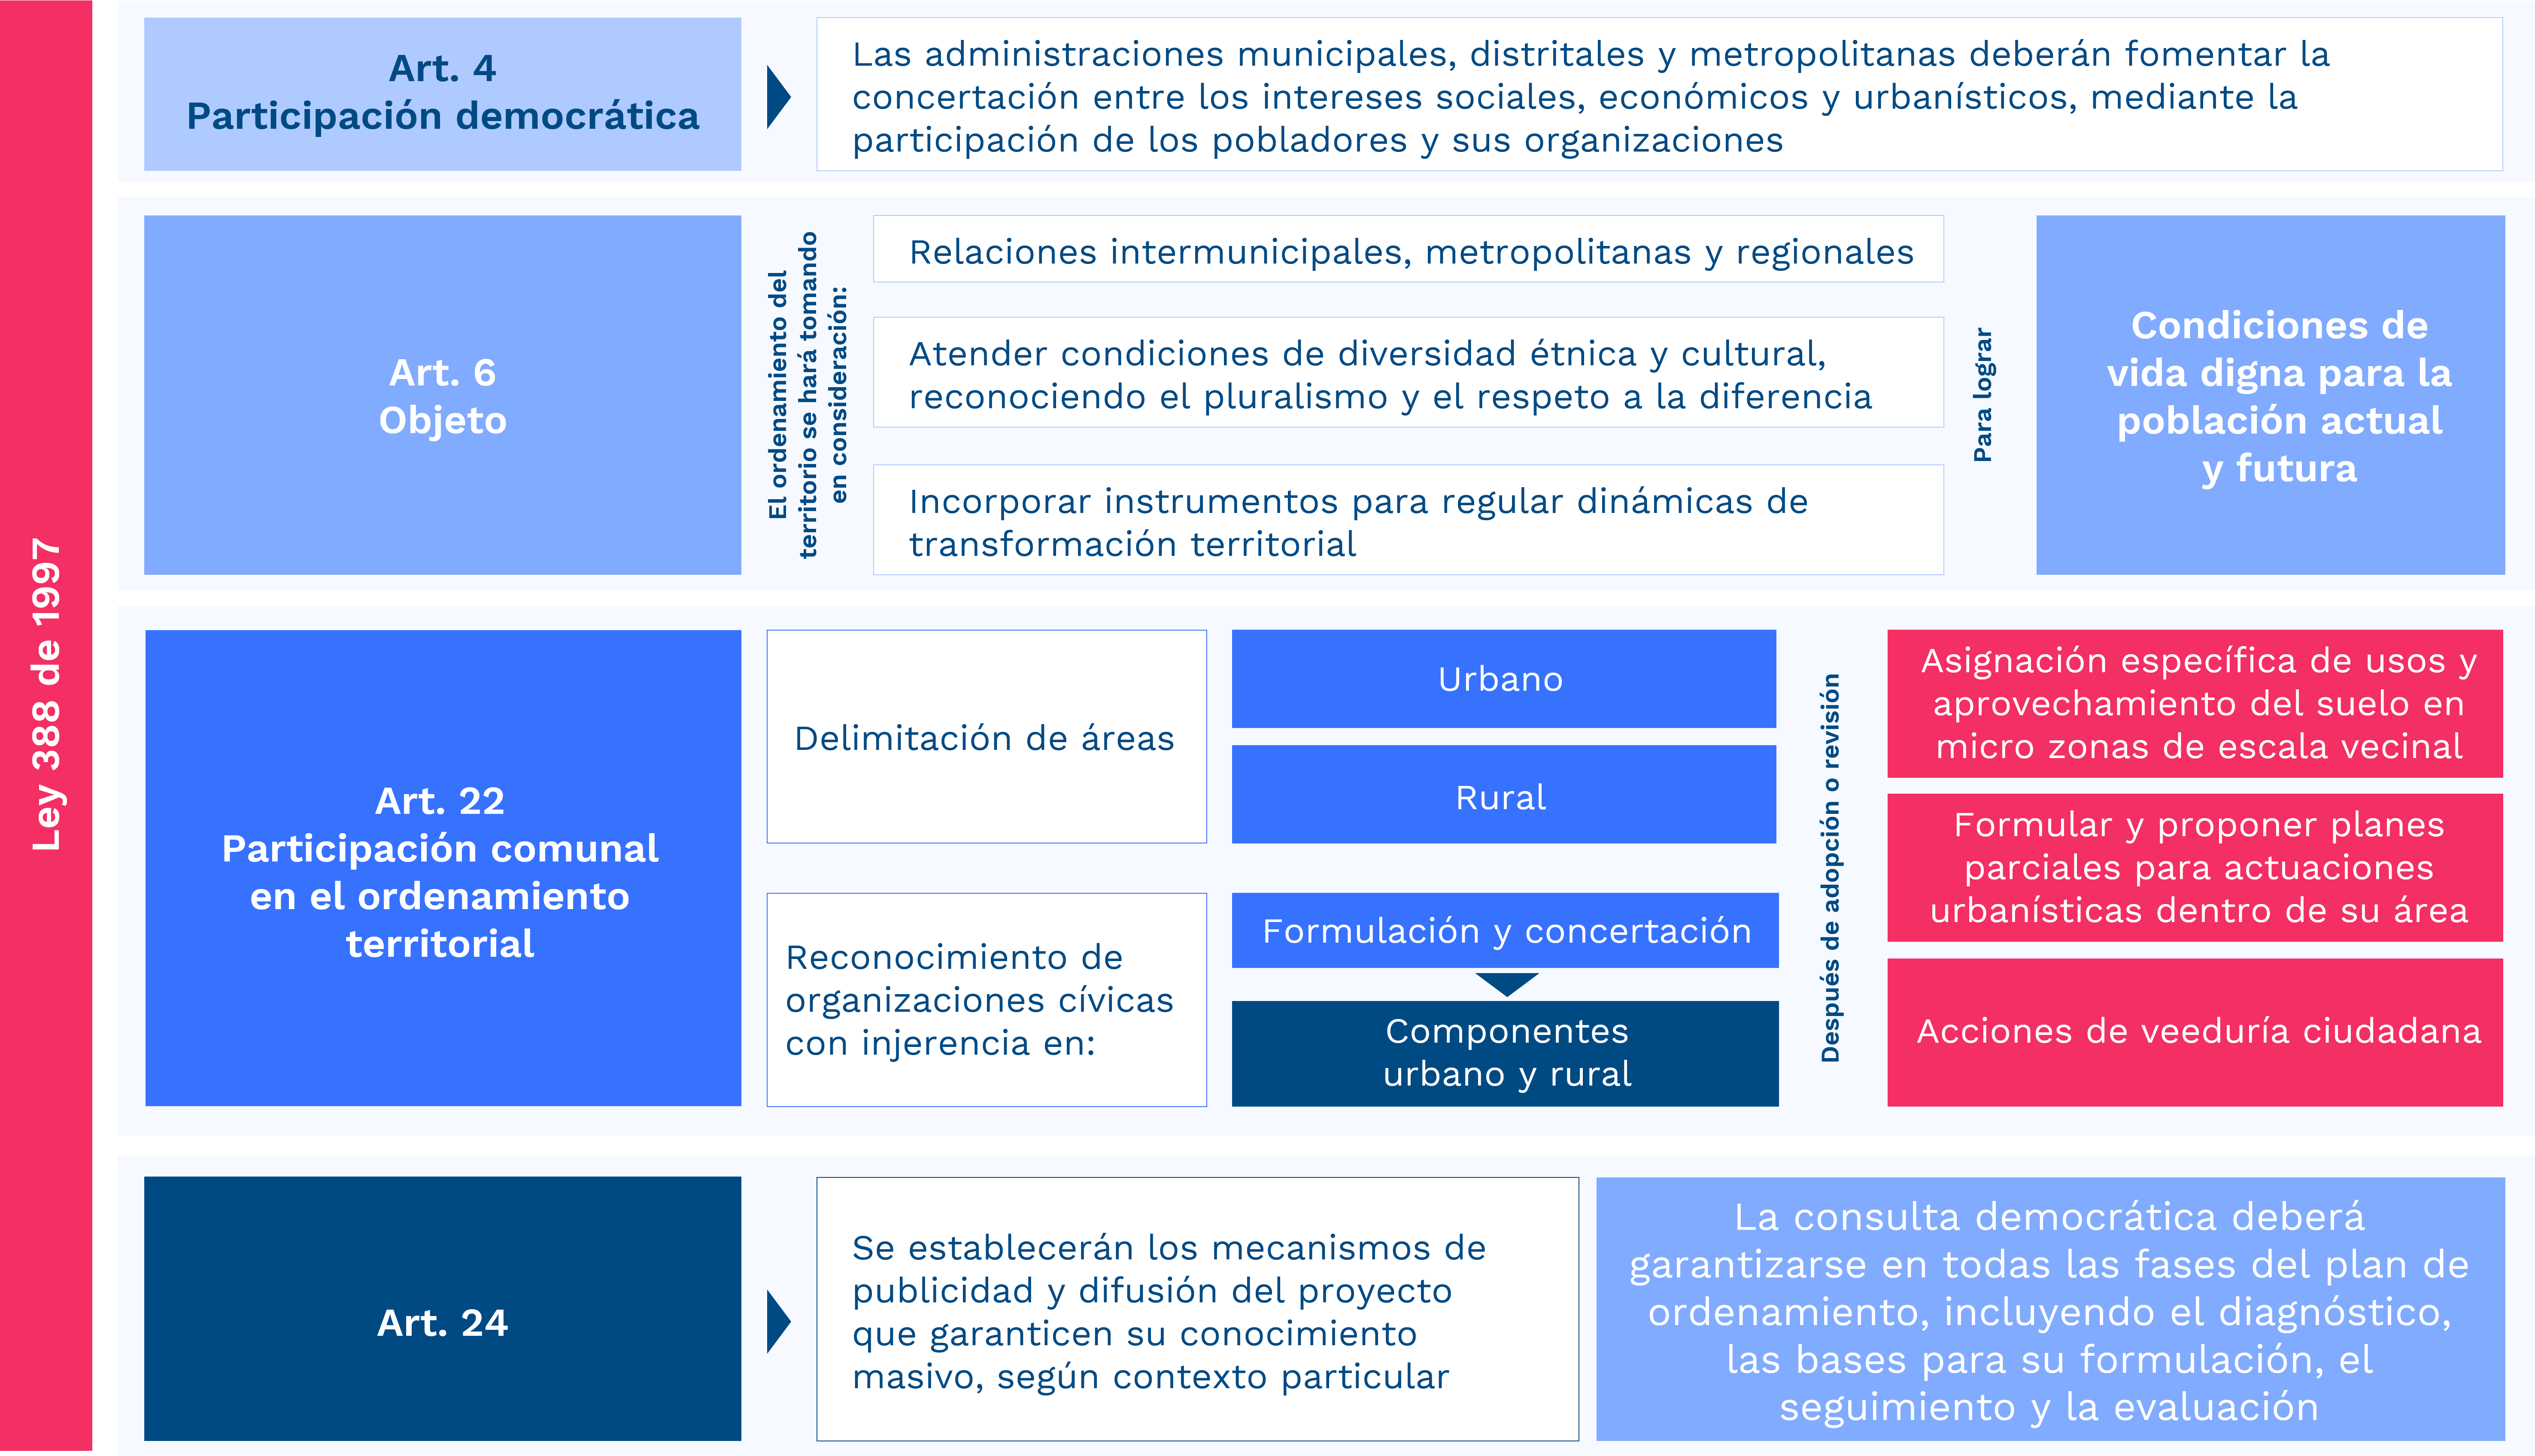 Ley 388 de 1997
Art. 4
Participación democrática
Las administraciones municipales, distritales y metropolitanas deberán fomentar la
concertación entre los intereses sociales, económicos y urbanísticos, mediante la
participación de los pobladores y sus organizaciones
Art. 6
Objeto
El ordenamiento del
territorio se hará tomando
en consideración:
Relaciones intermunicipales, metropolitanas y regionales
Atender condiciones de diversidad étnica y cultural,
reconociendo el pluralismo y el respeto a la diferencia
Incorporar instrumentos para regular dinámicas de
transformación territorial
Para lograr
Condiciones de
vida digna para la
población actual
y futura
Art. 22
Participación comunal
en el ordenamiento
territorial
Delimitación de áreas
Urbano
Rural
Reconocimiento de
organizaciones cívicas
con injerencia en:
Formulación y concertación
Componentes
urbano y rural
Después de adopción o revisión
Asignación específica de usos y
aprovechamiento del suelo en
micro zonas de escala vecinal
Formular y proponer planes
parciales para actuaciones
urbanísticas dentro de su área
Acciones de veeduría ciudadana
Art. 24
Se establecerán los mecanismos de
publicidad y difusión del proyecto
que garanticen su conocimiento
masivo, según contexto particular
La consulta democrática deberá
garantizarse en todas las fases del plan de
ordenamiento, incluyendo el diagnóstico,
las bases para su formulación, el
seguimiento y la evaluación